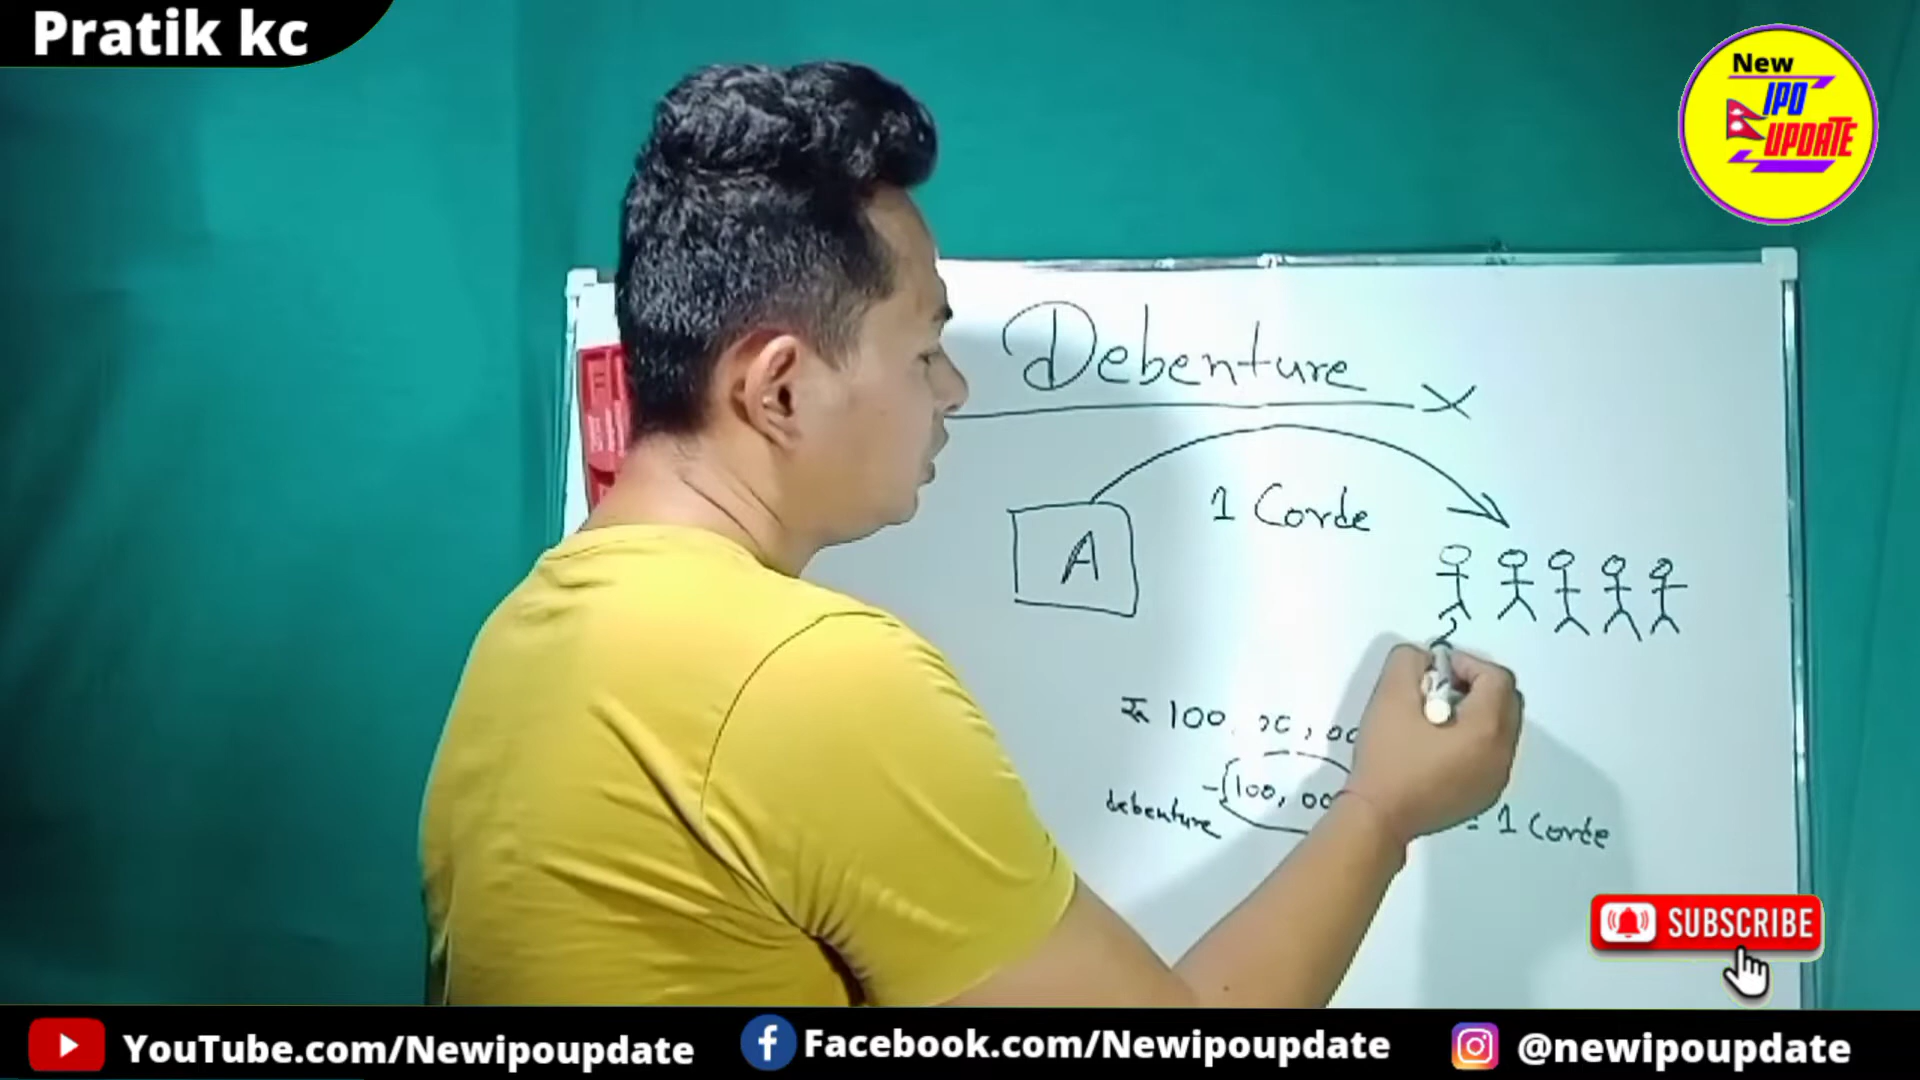 Pratik kc
New
IPO
UPDATE
Debenture
1 Corde
A
रु 100
debenture
= 1 Corde
SUBSCRIBE
YouTube.com/Newipoupdate
Facebook.com/Newipoupdate
@newipoupdate